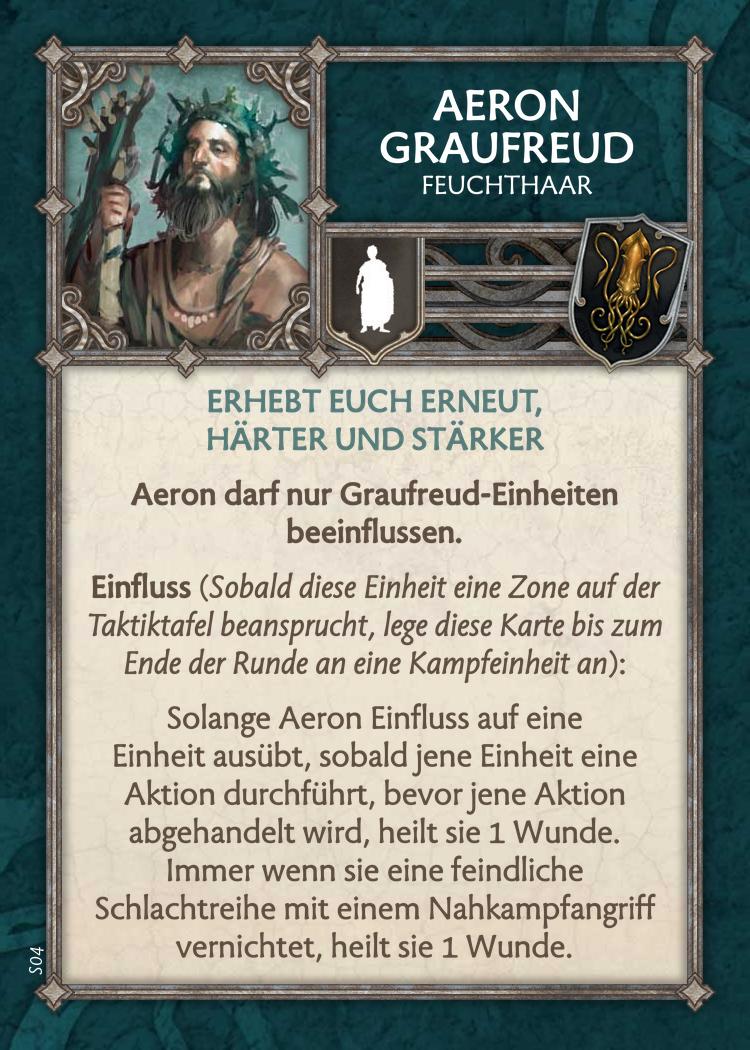 AERON
GRAUFREUD
FEUCHTHAAR
ERHEBT EUCH ERNEUT,
HÄRTER UND STÄRKER
Aeron darf nur Graufreud-Einheiten
beeinflussen.
Einfluss (Sobald diese Einheit eine Zone auf der
Taktiktafel beansprucht, lege diese Karte bis zum
Ende der Runde an eine Kampfeinheit an):
Solange Aeron Einfluss auf eine
Einheit ausübt, sobald jene Einheit eine
Aktion durchführt, bevor jene Aktion
abgehandelt wird, heilt sie 1 Wunde.
Immer wenn sie eine feindliche
Schlachtreihe mit einem Nahkampfangriff
vernichtet, heilt sie 1 Wunde.
S04